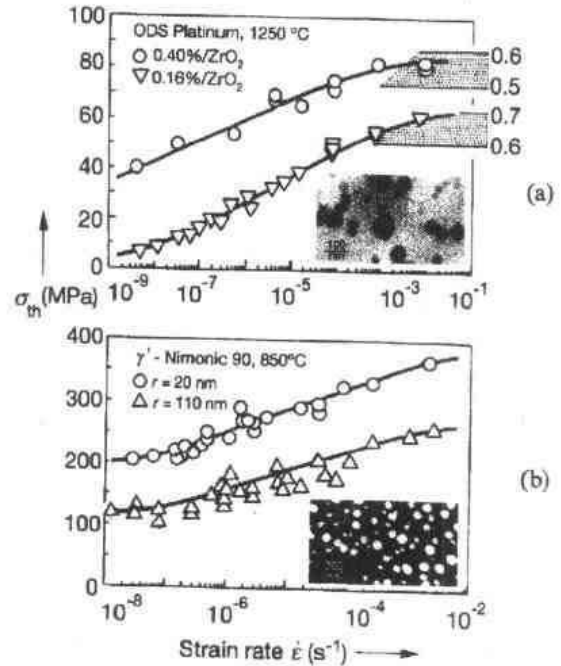 100
ODS Platinum, 1250 °C
○ 0.40%/ZrO₂
▽ 0.16%/ZrO₂
80
60
40
20
0
0.6
0.5
0.7
0.6
(a)
σth (MPa)
10⁻⁹
10⁻⁷
10⁻⁵
10⁻³
10⁻¹
400
γ' - Nimonic 90, 850°C
○ r = 20 nm
△ r = 110 nm
300
200
100
0
(b)
10⁻⁸
10⁻⁶
10⁻⁴
10⁻²
Strain rate ε̇ (s⁻¹)